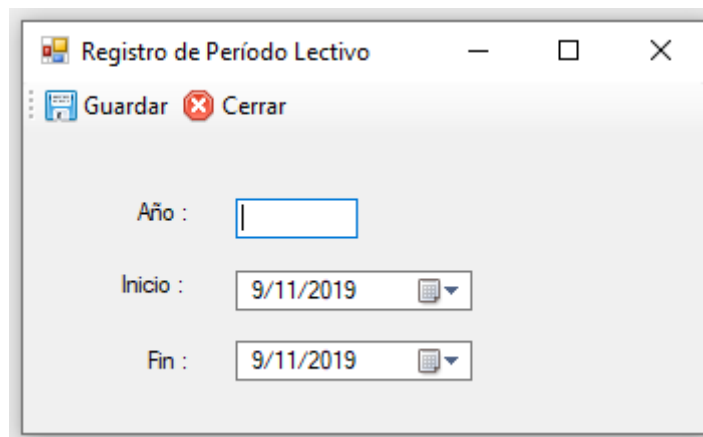 Registro de Período Lectivo
Guardar Cerrar
Año :
Inicio : 9/11/2019
Fin : 9/11/2019